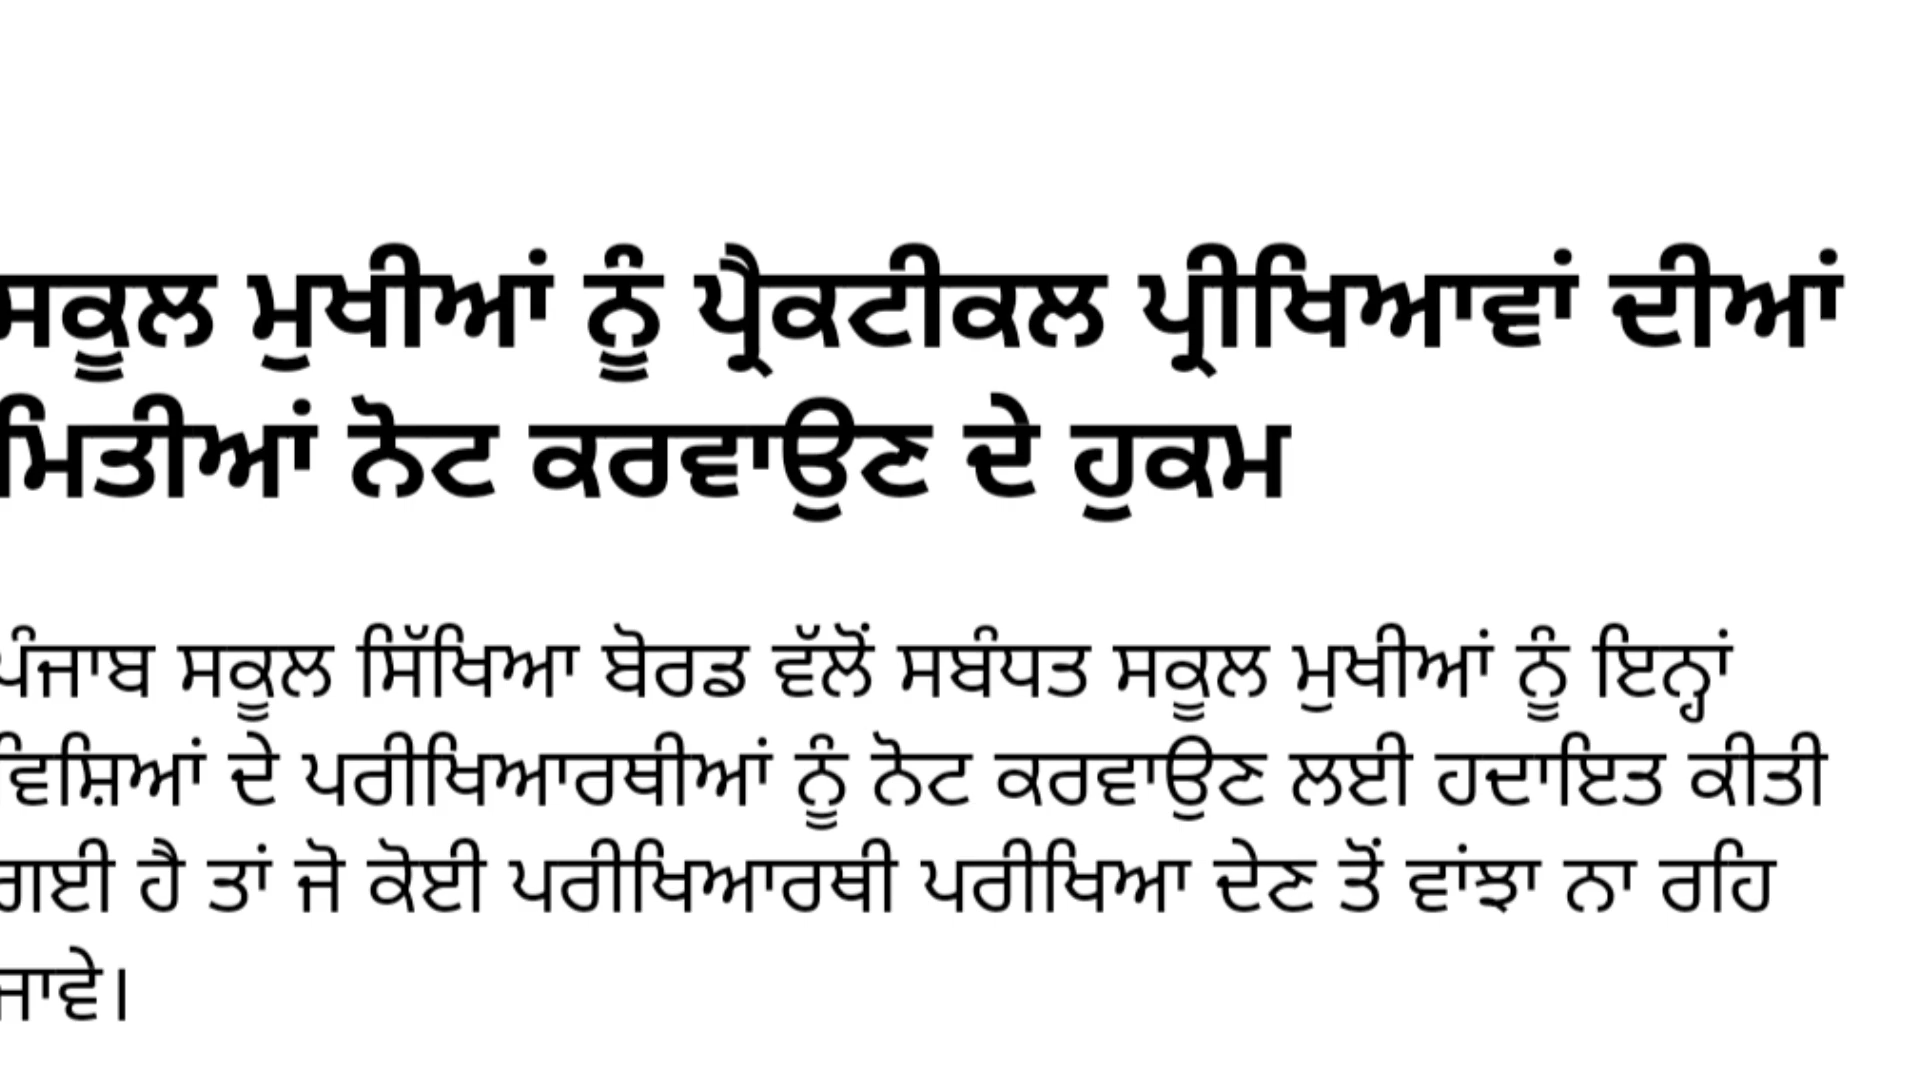 ਸਕੂਲ ਮੁਖੀਆਂ ਨੂੰ ਪ੍ਰੈਕਟੀਕਲ ਪ੍ਰੀਖਿਆਵਾਂ ਦੀਆਂ
ਮਿਤੀਆਂ ਨੋਟ ਕਰਵਾਉਣ ਦੇ ਹੁਕਮ
ਪੰਜਾਬ ਸਕੂਲ ਸਿੱਖਿਆ ਬੋਰਡ ਵੱਲੋਂ ਸਬੰਧਤ ਸਕੂਲ ਮੁਖੀਆਂ ਨੂੰ ਇਨ੍ਹਾਂ
ਵਿਸ਼ਿਆਂ ਦੇ ਪਰੀਖਿਆਰਥੀਆਂ ਨੂੰ ਨੋਟ ਕਰਵਾਉਣ ਲਈ ਹਦਾਇਤ ਕੀਤੀ
ਗਈ ਹੈ ਤਾਂ ਜੋ ਕੋਈ ਪਰੀਖਿਆਰਥੀ ਪਰੀਖਿਆ ਦੇਣ ਤੋਂ ਵਾਂਝਾ ਨਾ ਰਹਿ
ਜਾਵੇ।